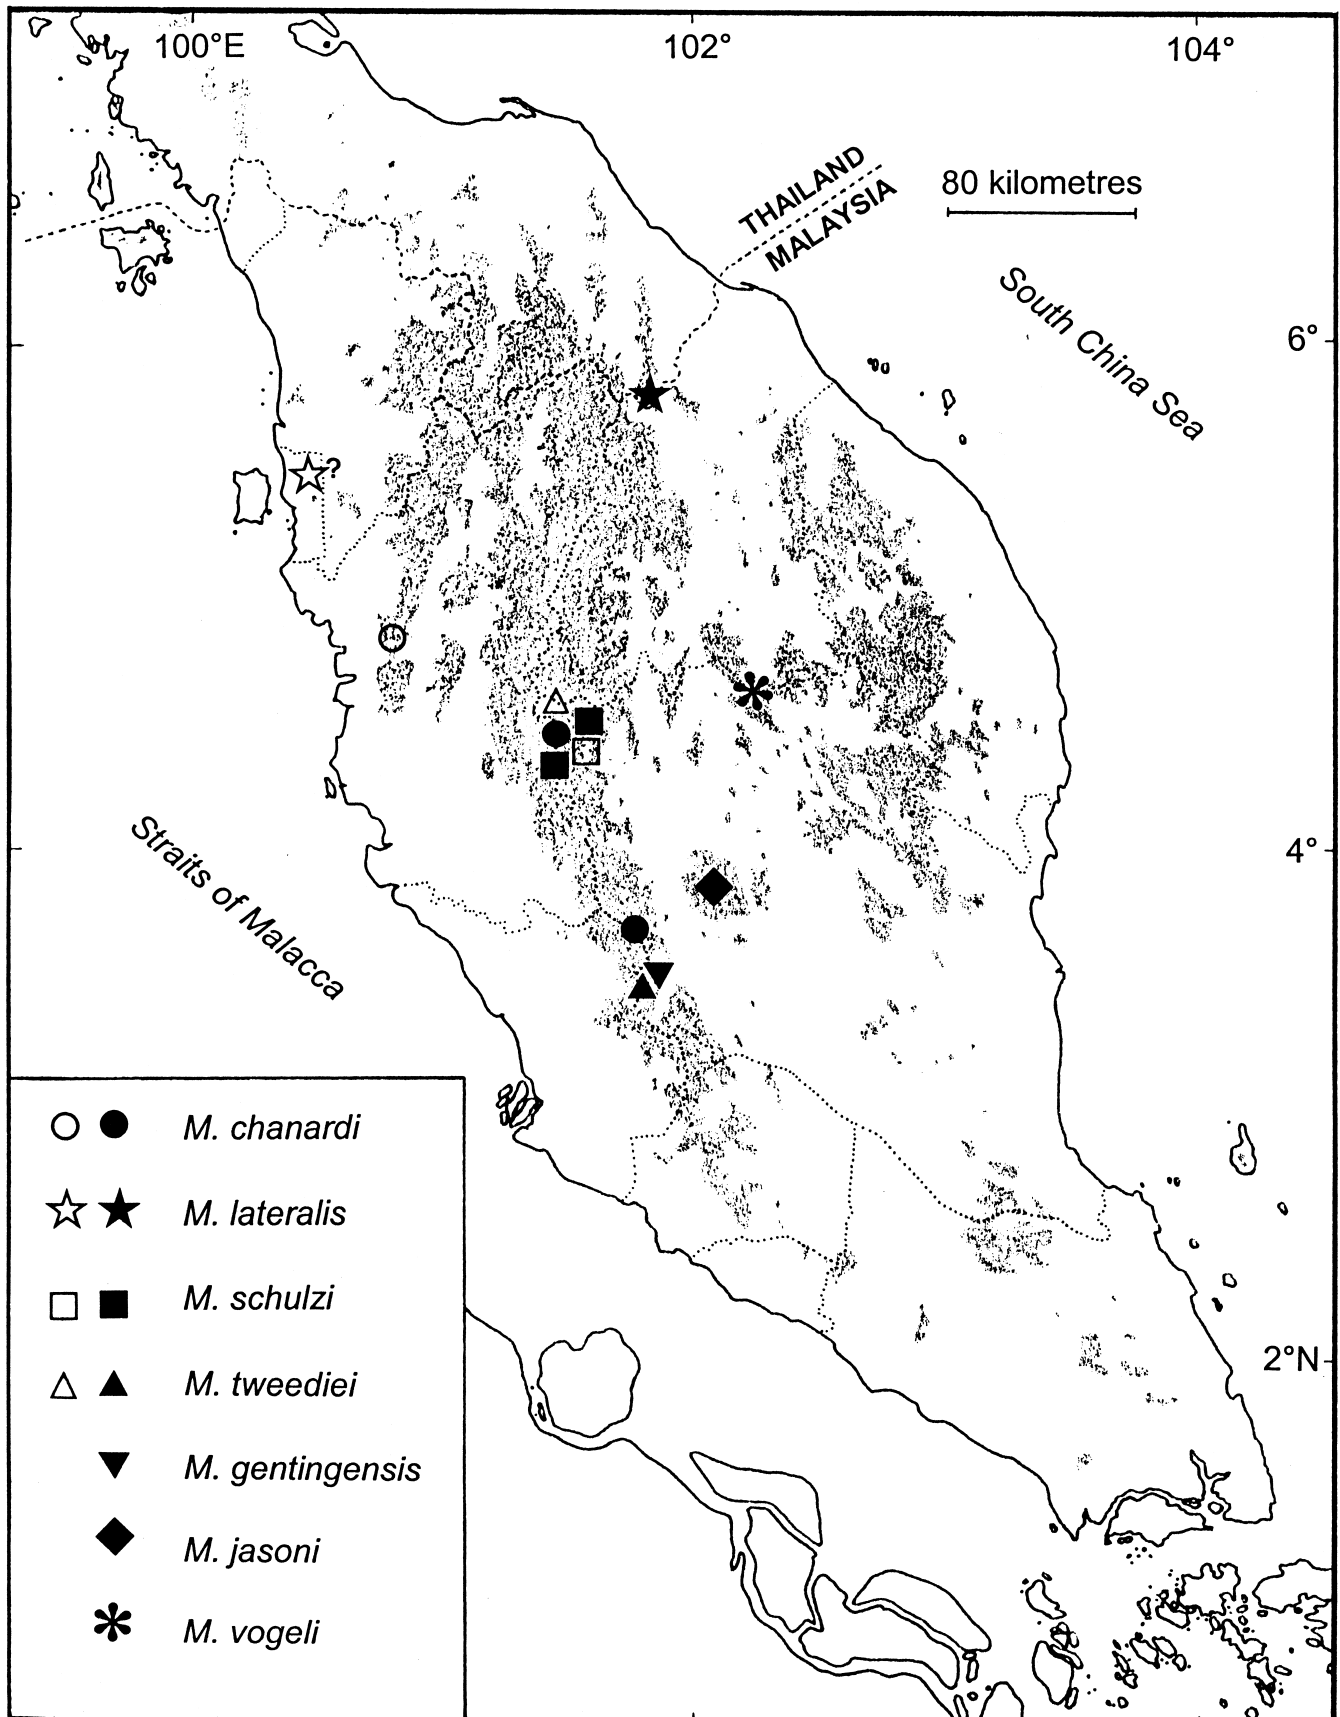 100°E 102° 104°
THAILAND
MALAYSIA
80 kilometres
South China Sea
6°
?
4°
Straits of Malacca
M. chanardi
M. lateralis
M. schulzi
2°N
M. tweediei
M. gentingensis
M. jasoni
M. vogeli